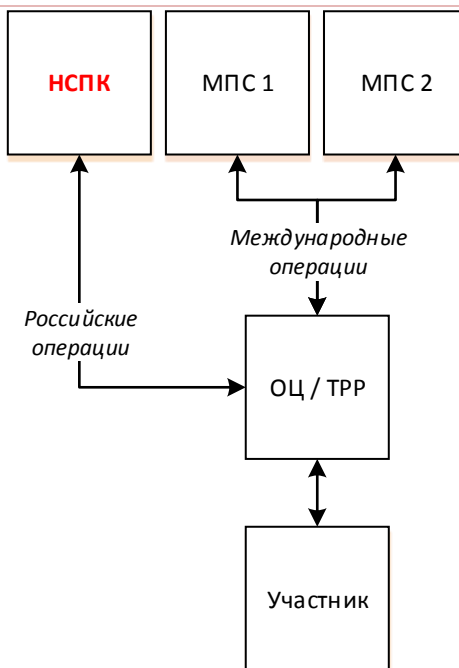 НСПК
МПС 1
МПС 2
Международные
операции
Российские
операции
ОЦ / ТРР
Участник